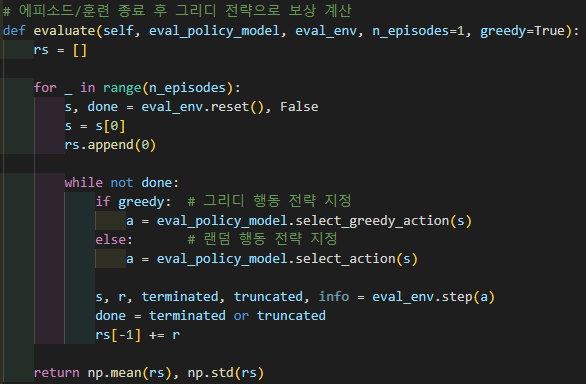 # 에피소드/훈련 종료 후 그리디 전략으로 보상 계산
def evaluate(self, eval_policy_model, eval_env, n_episodes=1, greedy=True):
    rs = []

    for _ in range(n_episodes):
        s, done = eval_env.reset(), False
        s = s[0]
        rs.append(0)

        while not done:
            if greedy:  # 그리디 행동 전략 지정
                a = eval_policy_model.select_greedy_action(s)
            else:       # 랜덤 행동 전략 지정
                a = eval_policy_model.select_action(s)

            s, r, terminated, truncated, info = eval_env.step(a)
            done = terminated or truncated
            rs[-1] += r

    return np.mean(rs), np.std(rs)